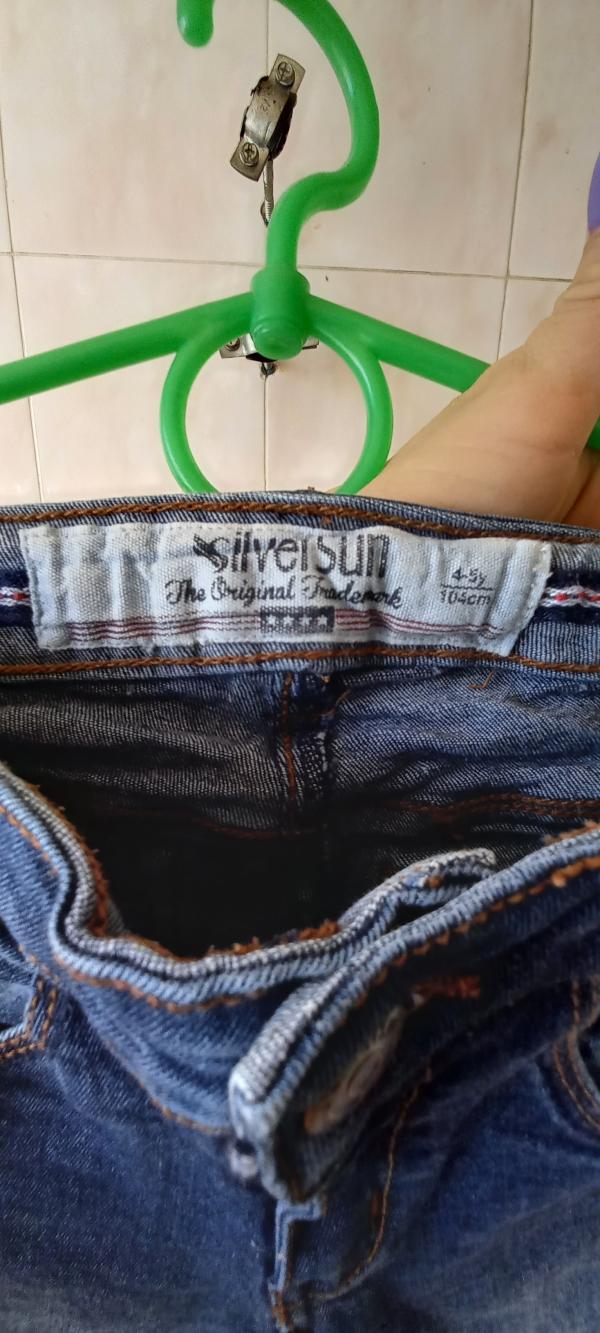 silversun
The Original Trademark
4-5y
104cm